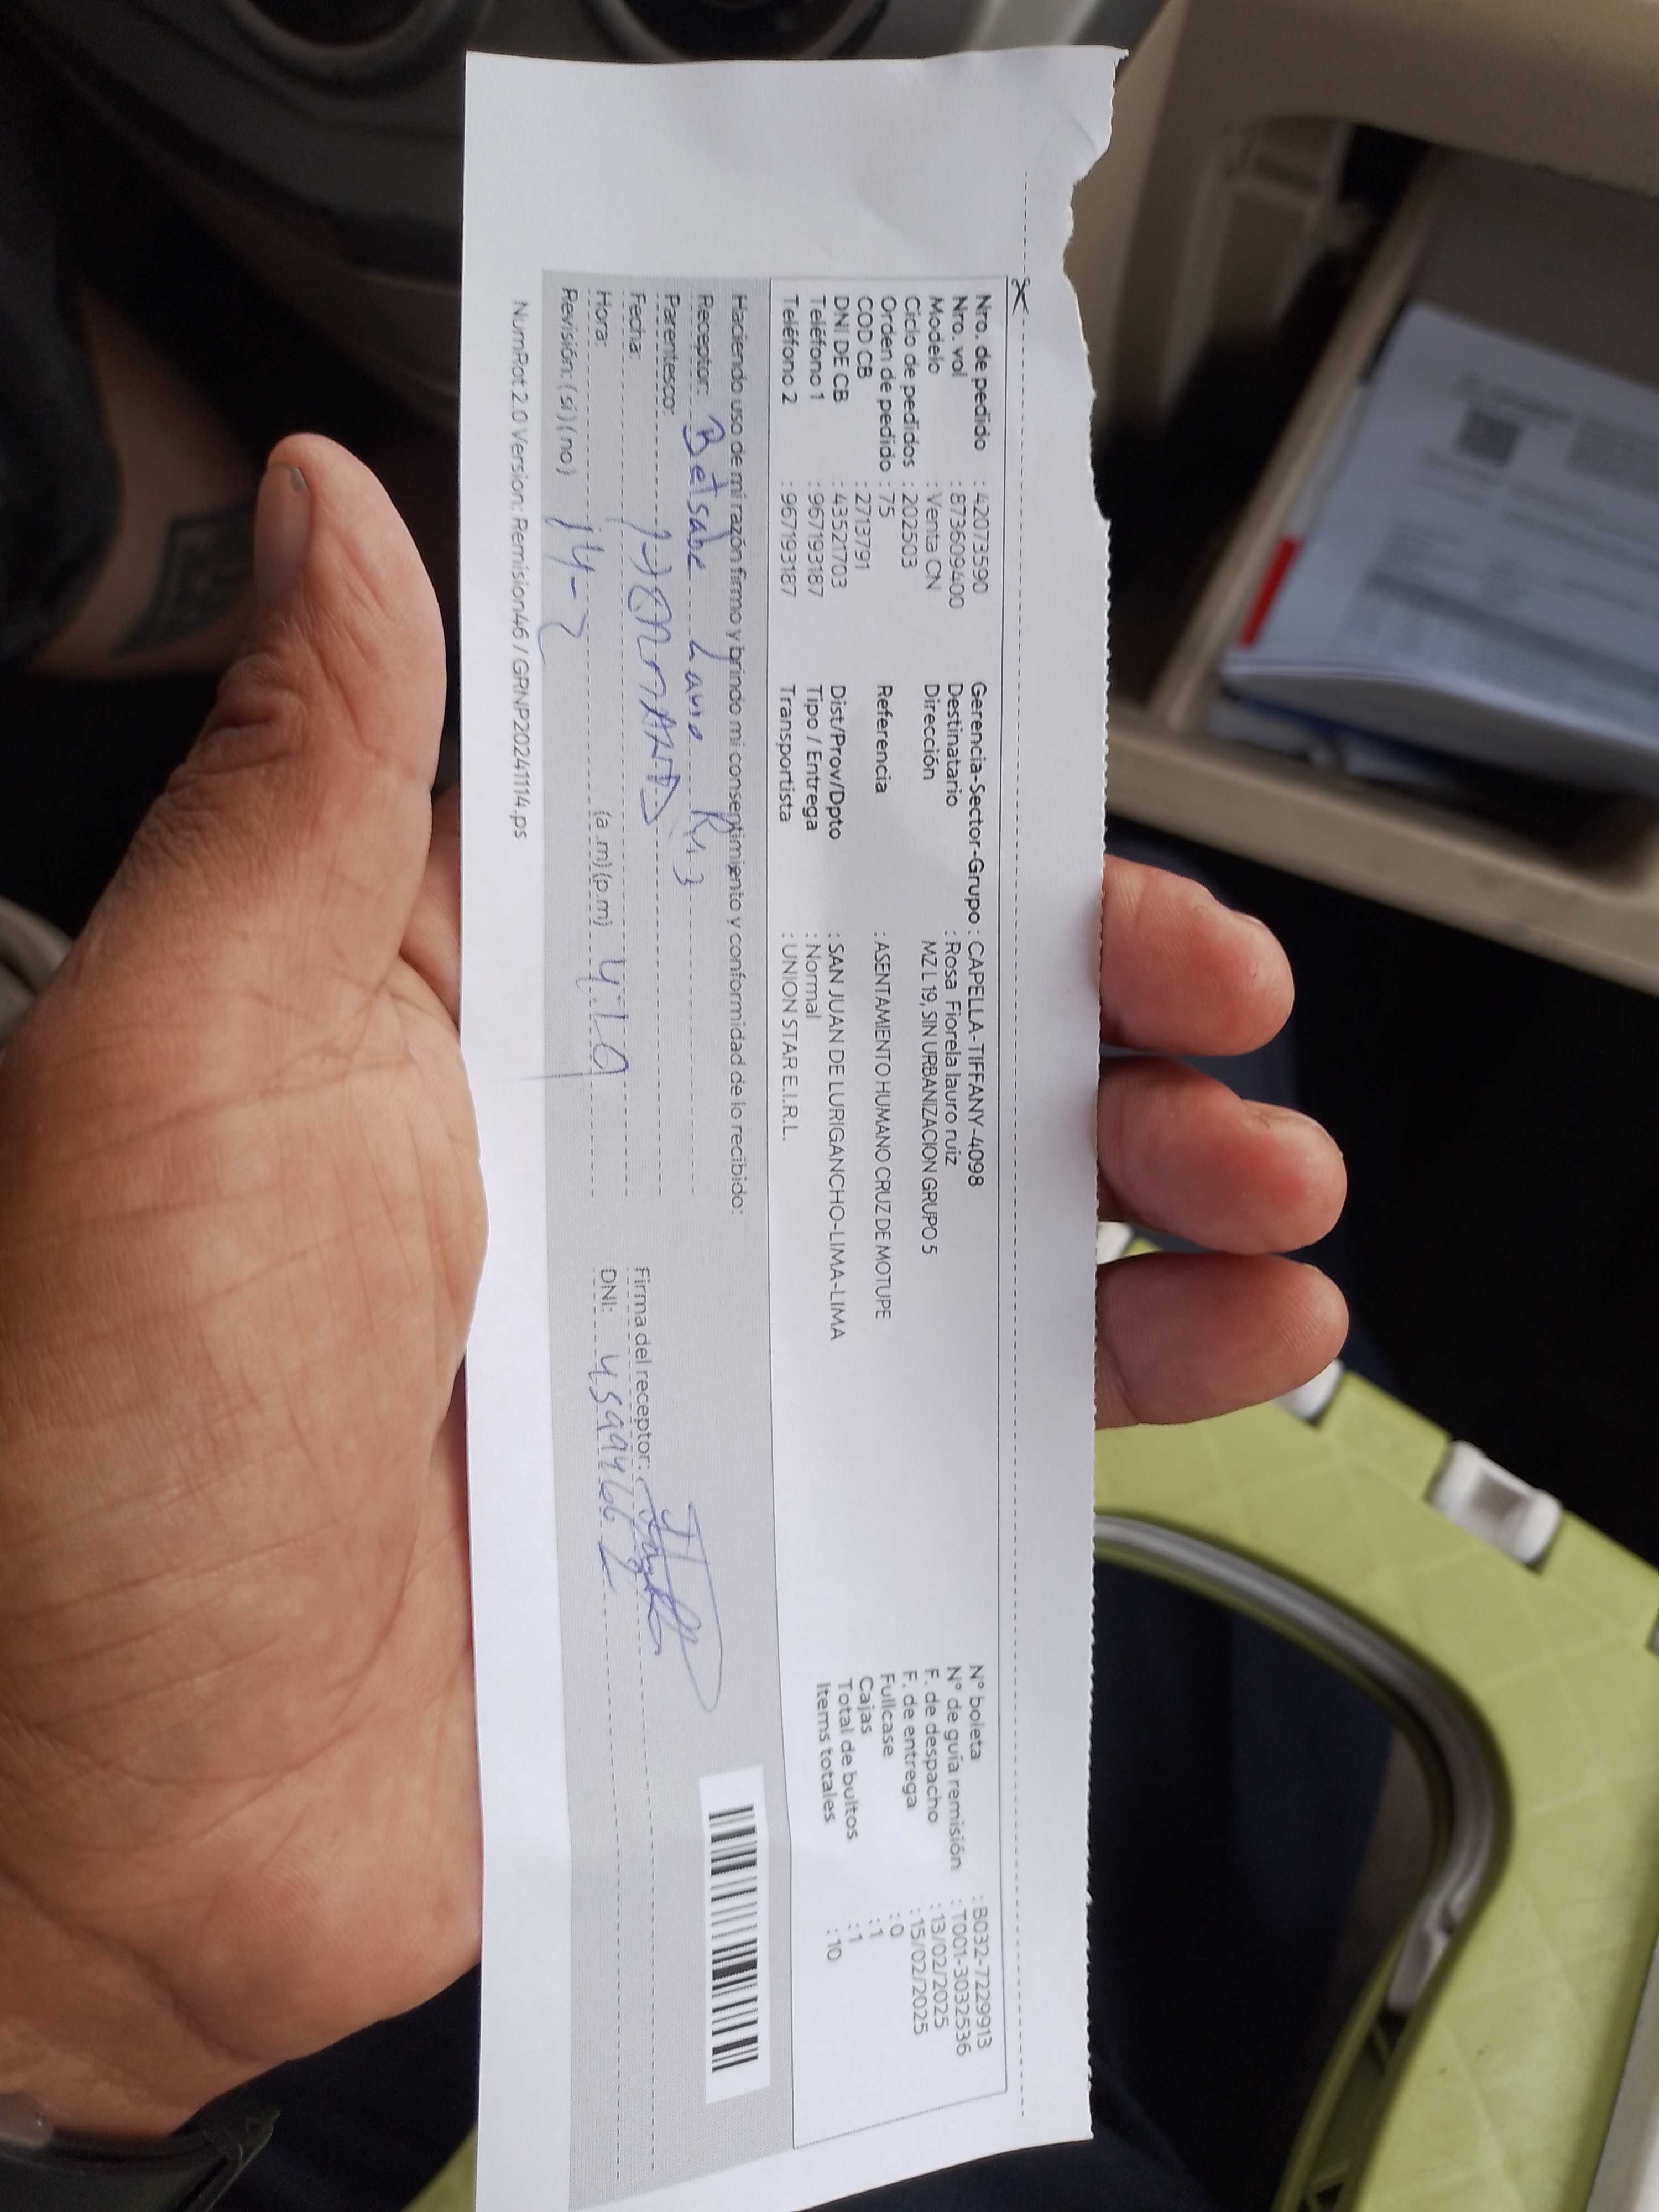 Nro. de pedido : 42073590
Nro. vol : 873609400
Modelo : Venta CN
Ciclo de pedidos : 202503
Orden de pedido : 75
COD CB : 2713791
DNI DE CB : 43521703
Teléfono 1 : 967193187
Teléfono 2 : 967193187
Gerencia-Sector-Grupo : CAPELLA-TIFFANY-4098
Destinatario : Rosa Fiorela lauro ruiz
Dirección MZ L 19, SIN URBANIZACION GRUPO 5
Referencia : ASENTAMIENTO HUMANO CRUZ DE MOTUPE
Dist/Prov/Dpto : SAN JUAN DE LURIGANCHO-LIMA-LIMA
Tipo / Entrega : Normal
Transportista : UNION STAR E.I.R.L.
N° boleta : B032-7229913
N° de guía remisión : T001-3032536
F. de despacho : 13/02/2025
F. de entrega : 15/02/2025
Fullcase : 0
Cajas : 1
Total de bultos : 1
Items totales : 10
Haciendo uso de mi razón firmo y brindo mi consentimiento y conformidad de lo recibido:
Receptor: Betsabe Lauro
Parentesco:
Fecha:
Hora: (a .m) (p.m)
Revisión: (si) (no)
Firma del receptor:
DNI:
NumRot 2.0 Version: Remision46 / GRNP20241114.ps